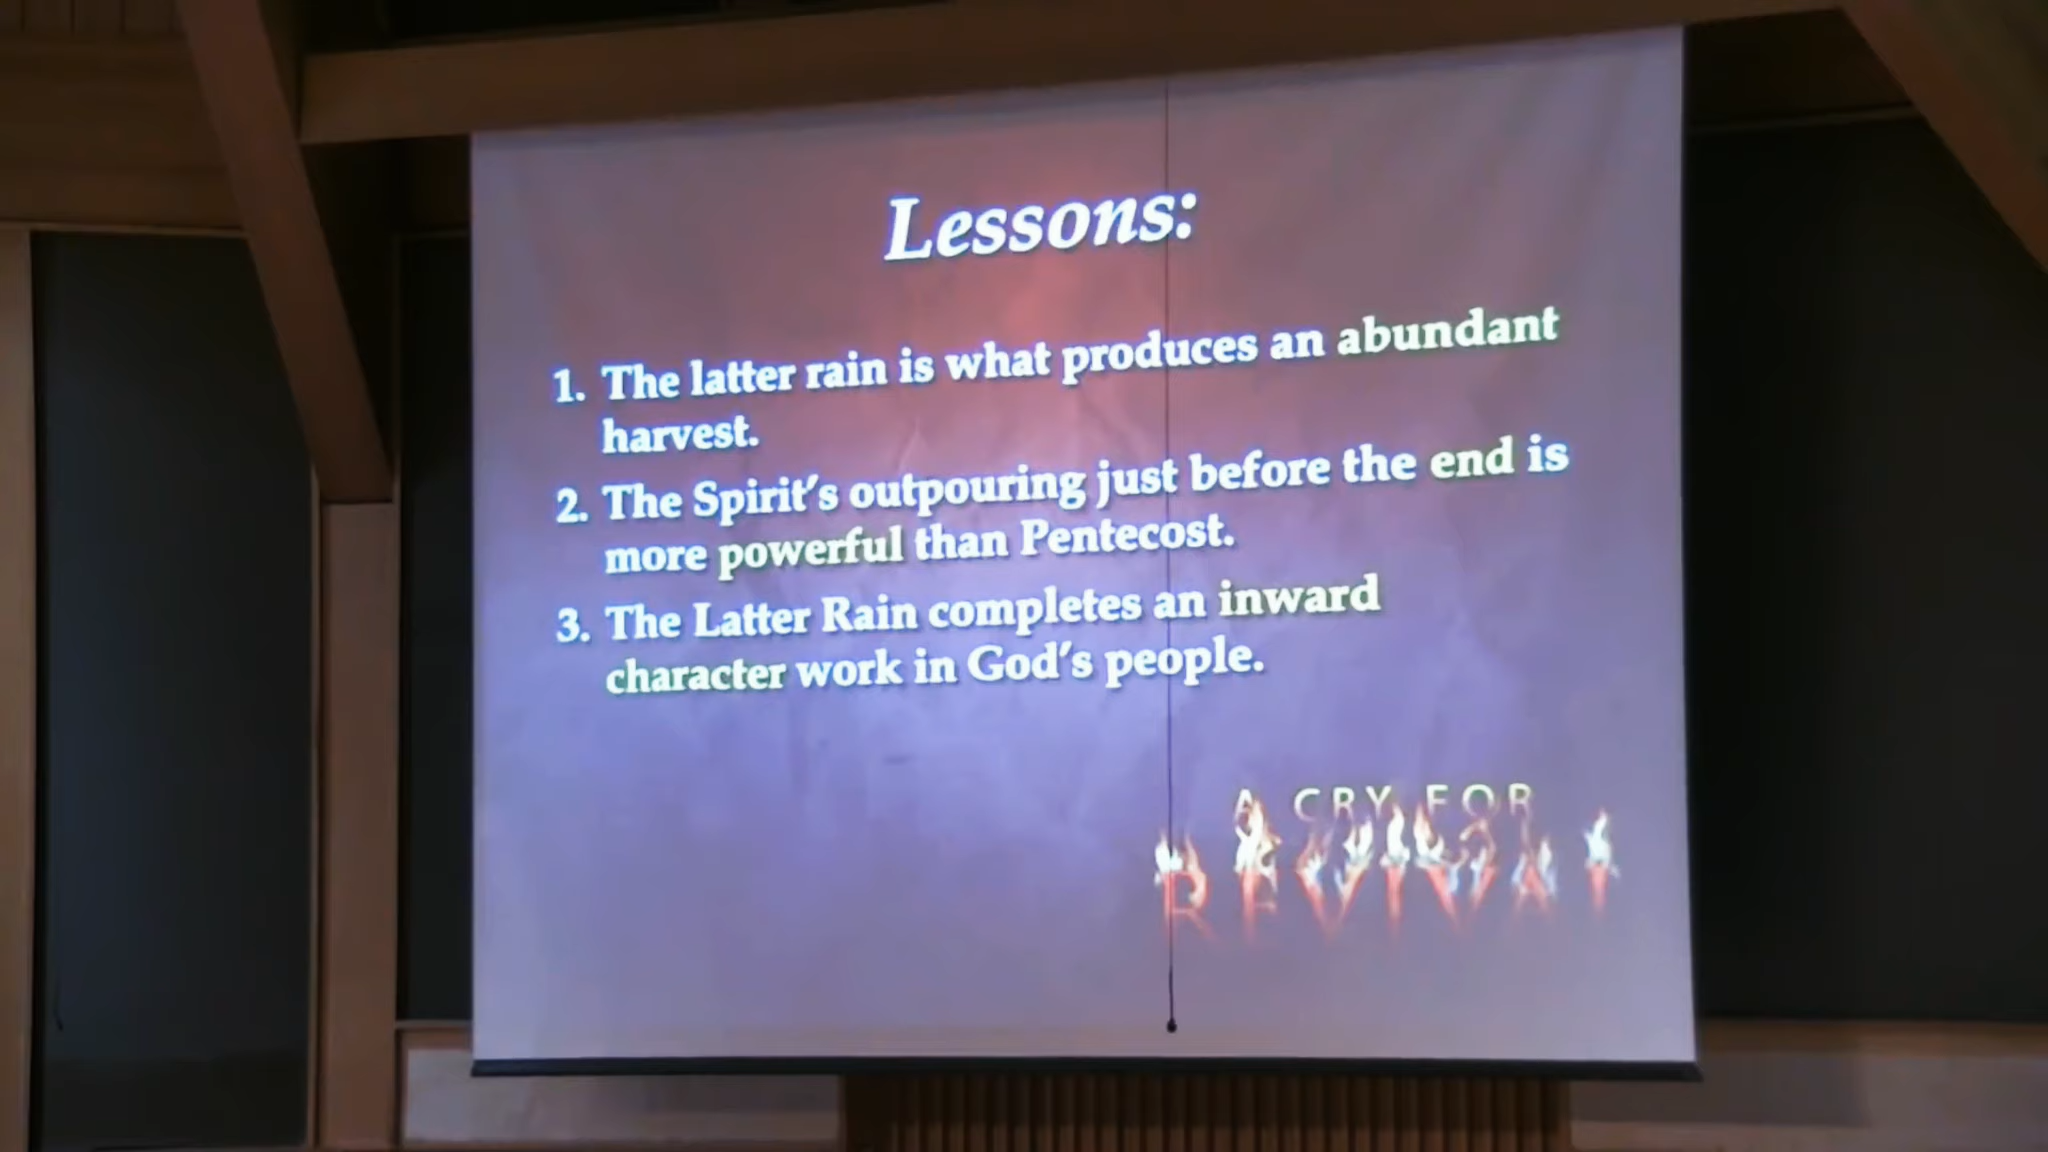 Lessons:
1. The latter rain is what produces an abundant
harvest.
2. The Spirit's outpouring just before the end is
more powerful than Pentecost.
3. The Latter Rain completes an inward
character work in God's people.
A CRY FOR
REVIVAL